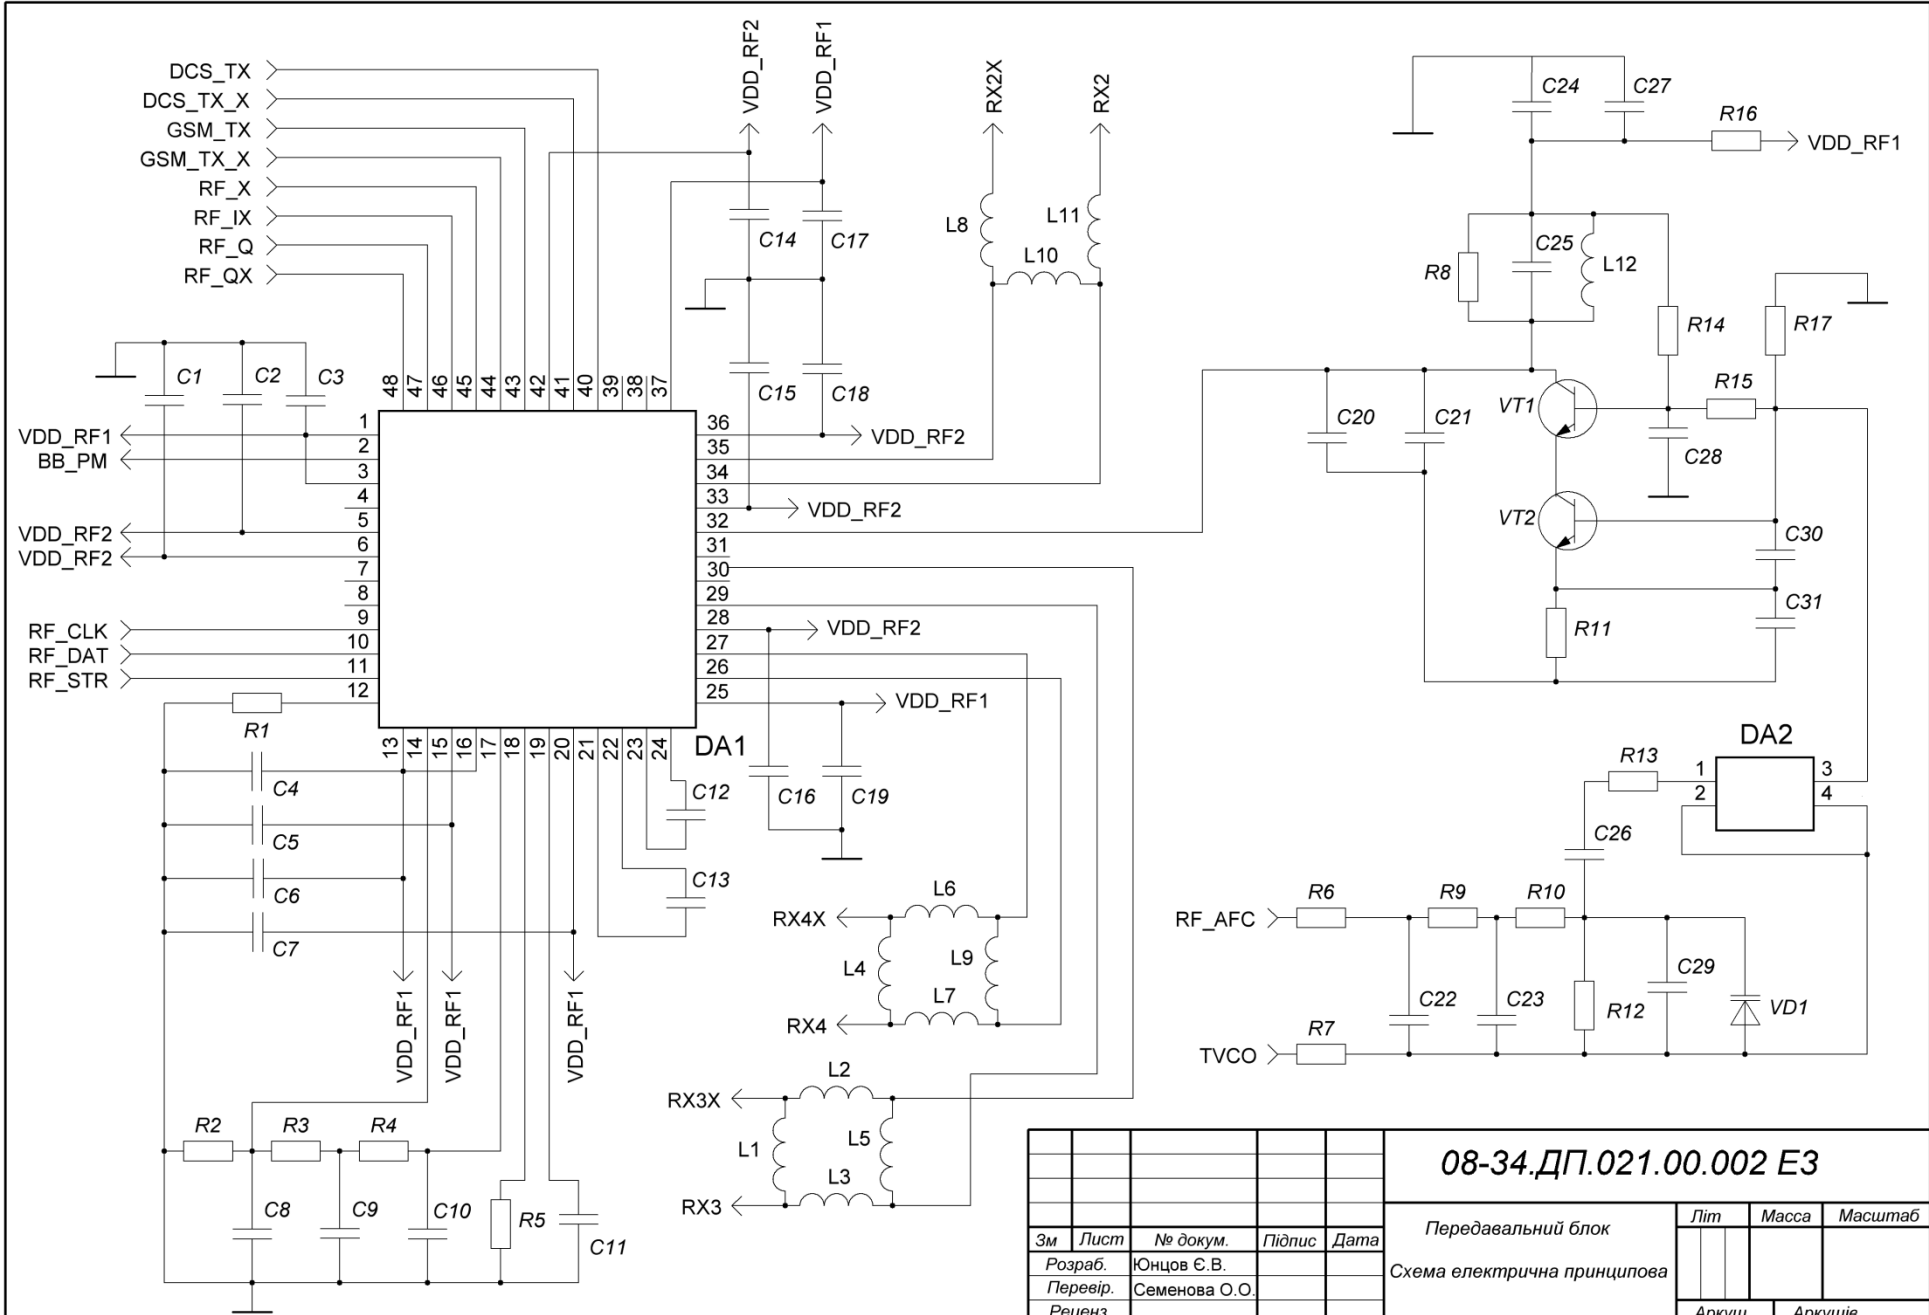 DCS_TX
DCS_TX_X
GSM_TX
GSM_TX_X
RF_X
RF_IX
RF_Q
RF_QX
VDD_RF2
VDD_RF1
RX2X
RX2
C14
C17
L8
L11
L10
C15
C18
C1
C2
C3
48
47
46
45
44
43
42
41
40
39
38
37
VDD_RF1
BB_PM
VDD_RF2
VDD_RF2
RF_CLK
RF_DAT
RF_STR
1
2
3
4
5
6
7
8
9
10
11
12
36
35
34
33
32
31
30
29
28
27
26
25
VDD_RF2
VDD_RF2
VDD_RF2
VDD_RF1
13
14
15
16
17
18
19
20
21
22
23
24
DA1
R1
C4
C5
C6
C7
C12
C13
C16
C19
VDD_RF1
VDD_RF1
VDD_RF1
RX4X
RX4
L6
L4
L9
L7
RX3X
RX3
L2
L1
L5
L3
R2
R3
R4
C8
C9
C10
R5
C11
C24
C27
R16
VDD_RF1
R8
C25
L12
R14
R17
R15
C20
C21
VT1
C28
VT2
C30
C31
R11
DA2
R13
1
2
3
4
C26
RF_AFC
R6
R9
R10
C22
C23
R12
C29
VD1
TVCO
R7
08-34.ДП.021.00.002 Е3
Передавальний блок
Схема електрична принципова
Літ
Масса
Масштаб
Зм
Лист
№ докум.
Підпис
Дата
Розраб.
Юнцов Є.В.
Перевір.
Семенова О.О.